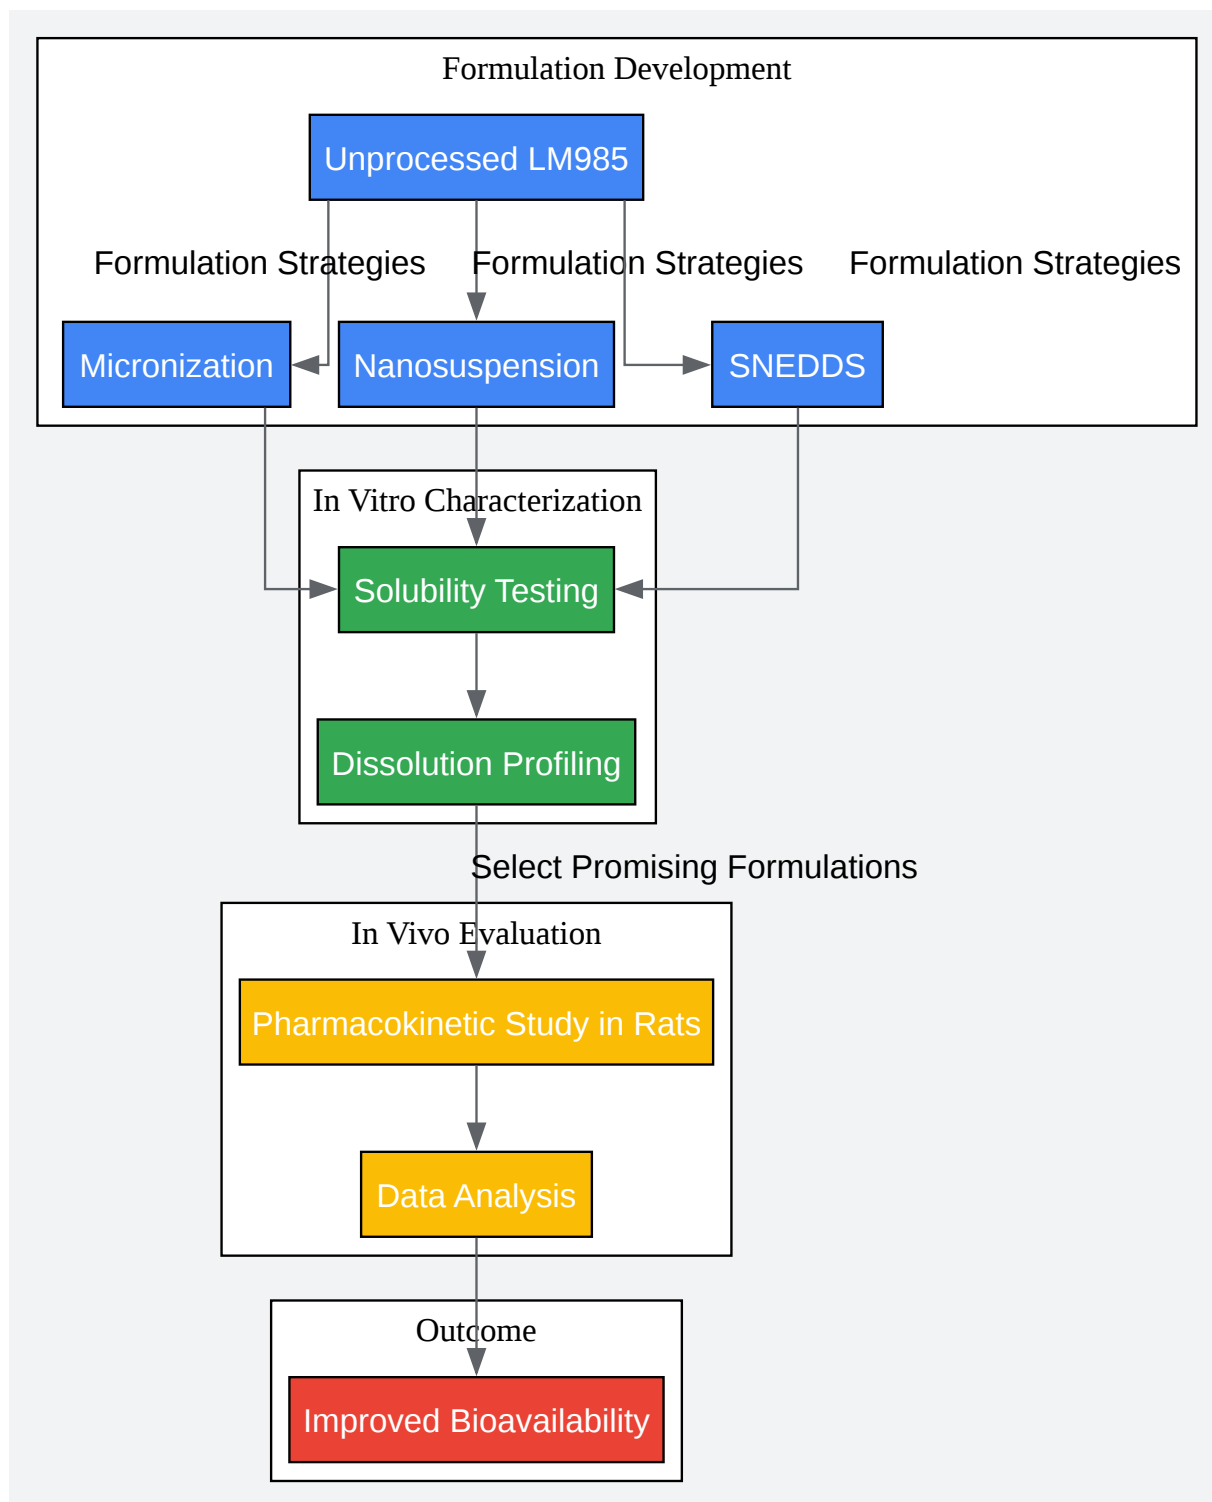 Formulation Development
Unprocessed LM985
Formulation Strategies
Formulation Strategies
Formulation Strategies
Micronization
Nanosuspension
SNEDDS
In Vitro Characterization
Solubility Testing
Dissolution Profiling
Select Promising Formulations
In Vivo Evaluation
Pharmacokinetic Study in Rats
Data Analysis
Outcome
Improved Bioavailability